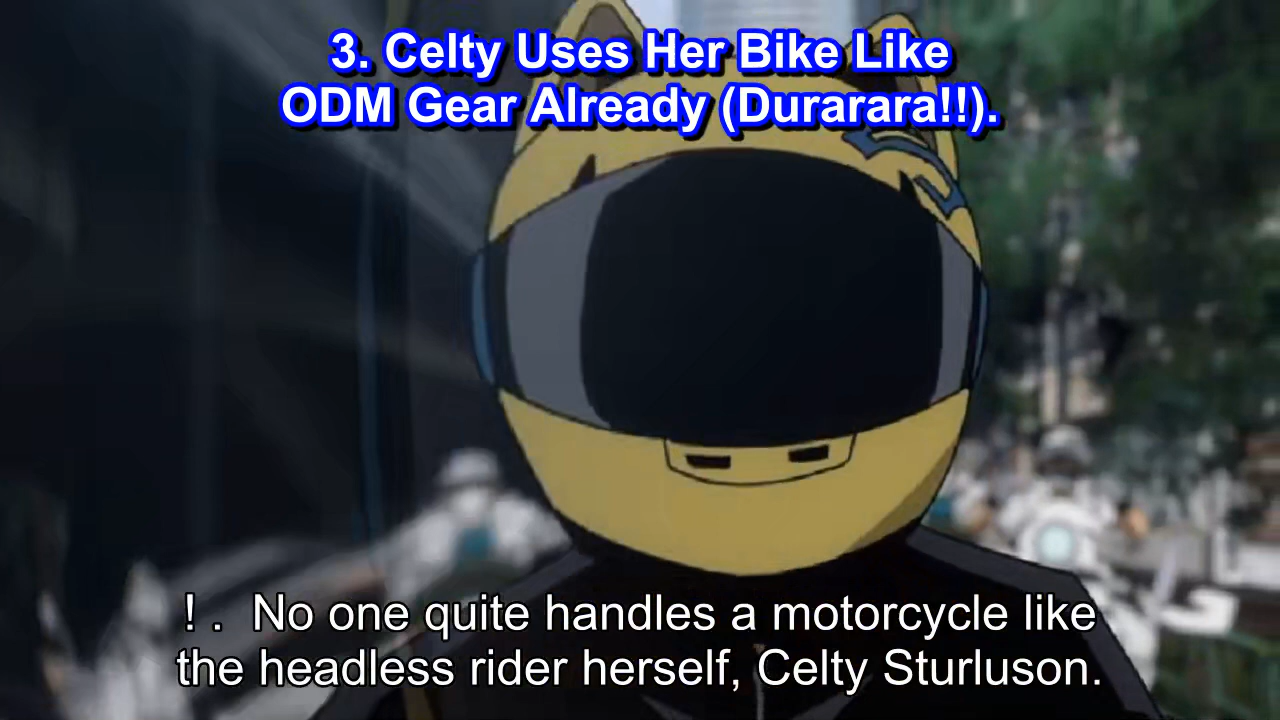 3. Celty Uses Her Bike Like
ODM Gear Already (Durarara!!).
! .  No one quite handles a motorcycle like
the headless rider herself, Celty Sturluson.